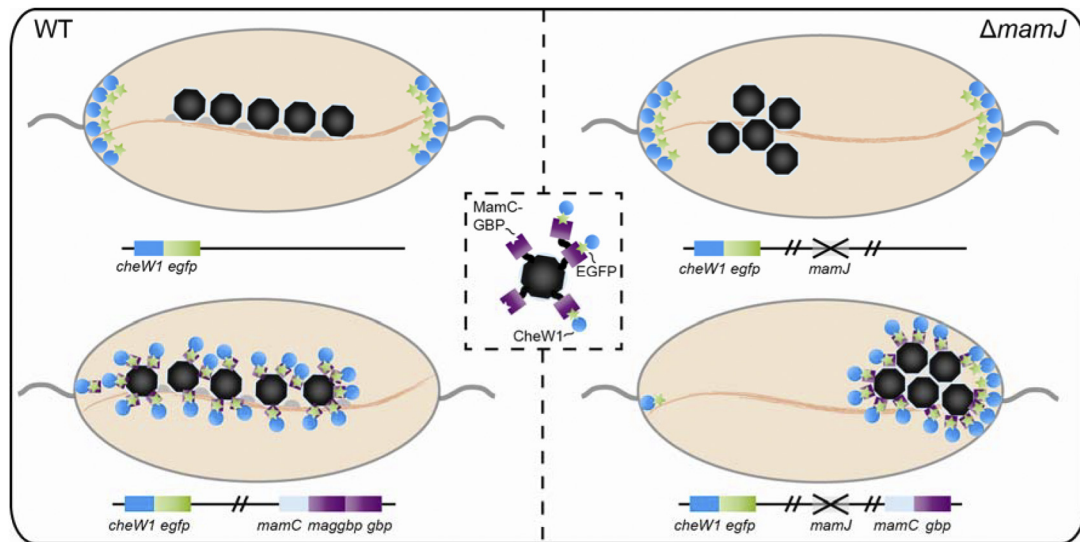 WT
ΔmamJ
cheW1 egfp
MamC-
GBP
EGFP
CheW1
cheW1 egfp
mamJ
cheW1 egfp
mamC maggbp gbp
cheW1 egfp
mamJ
mamC gbp